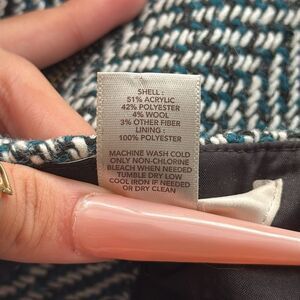 SHELL :
51% ACRYLIC
42% POLYESTER
4% WOOL
3% OTHER FIBER
LINING :
100% POLYESTER
MACHINE WASH COLD
ONLY NON-CHLORINE
BLEACH WHEN NEEDED
TUMBLE DRY LOW
COOL IRON IF NEEDED
OR DRY CLEAN